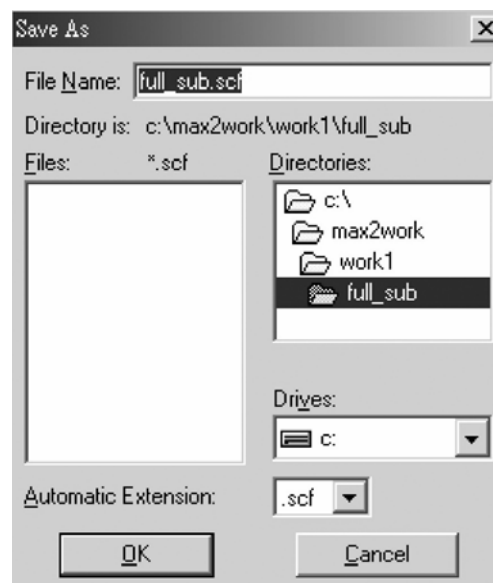 Save As
File Name: full_sub.scf
Directory is: c:\max2work\work1\full_sub
Files: *.scf
Directories:
c:\
max2work
work1
full_sub
Drives:
c:
Automatic Extension: .scf
OK
Cancel